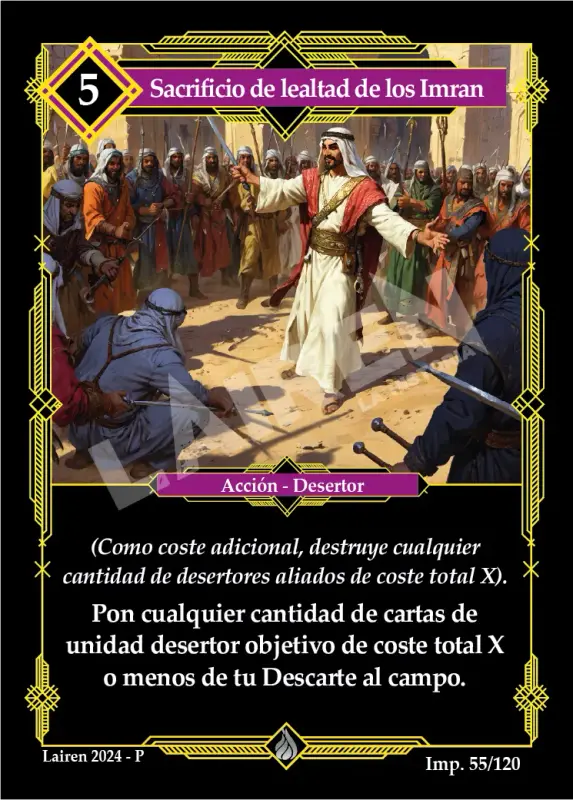 5
Sacrificio de lealtad de los Imran
LAIREN
Acción - Desertor
(Como coste adicional, destruye cualquier
cantidad de desertores aliados de coste total X).
Pon cualquier cantidad de cartas de
unidad desertor objetivo de coste total X
o menos de tu Descarte al campo.
Lairen 2024 - P
Imp. 55/120